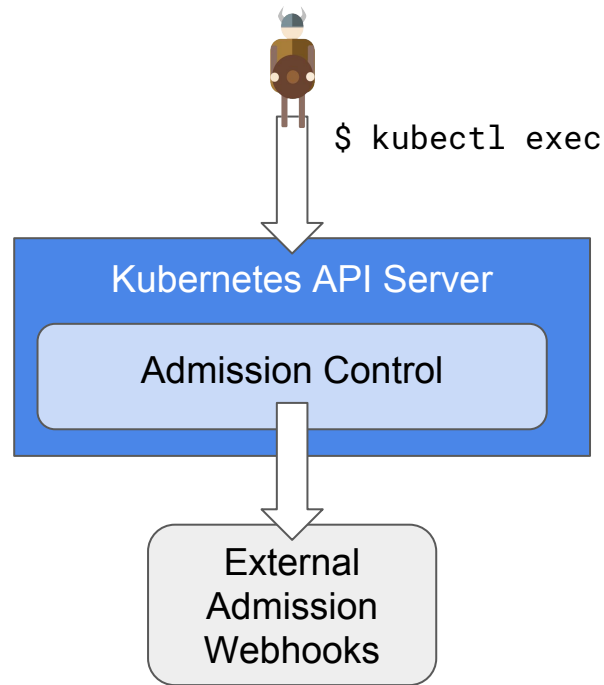 $ kubectl exec
Kubernetes API Server
Admission Control
External
Admission
Webhooks